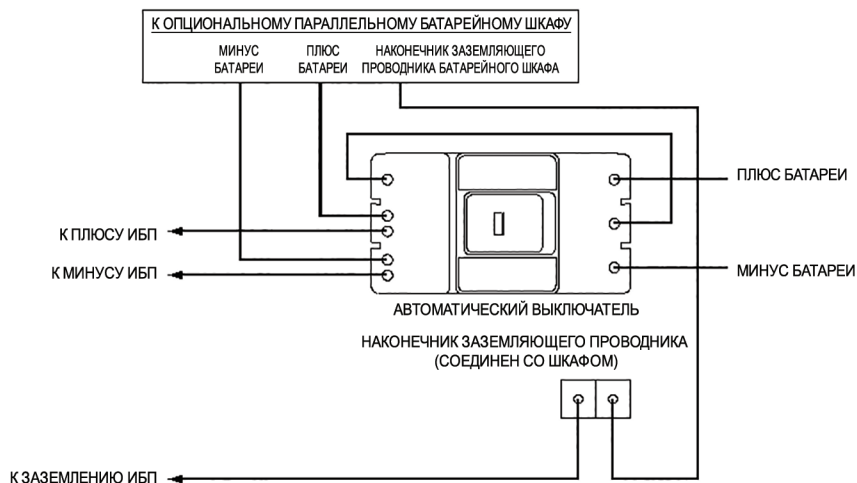 К ОПЦИОНАЛЬНОМУ ПАРАЛЛЕЛЬНОМУ БАТАРЕЙНОМУ ШКАФУ
МИНУС
БАТАРЕИ
ПЛЮС
БАТАРЕИ
НАКОНЕЧНИК ЗАЗЕМЛЯЮЩЕГО
ПРОВОДНИКА БАТАРЕЙНОГО ШКАФА
ПЛЮС БАТАРЕИ
К ПЛЮСУ ИБП
К МИНУСУ ИБП
МИНУС БАТАРЕИ
АВТОМАТИЧЕСКИЙ ВЫКЛЮЧАТЕЛЬ
НАКОНЕЧНИК ЗАЗЕМЛЯЮЩЕГО ПРОВОДНИКА
(СОЕДИНЕН СО ШКАФОМ)
К ЗАЗЕМЛЕНИЮ ИБП